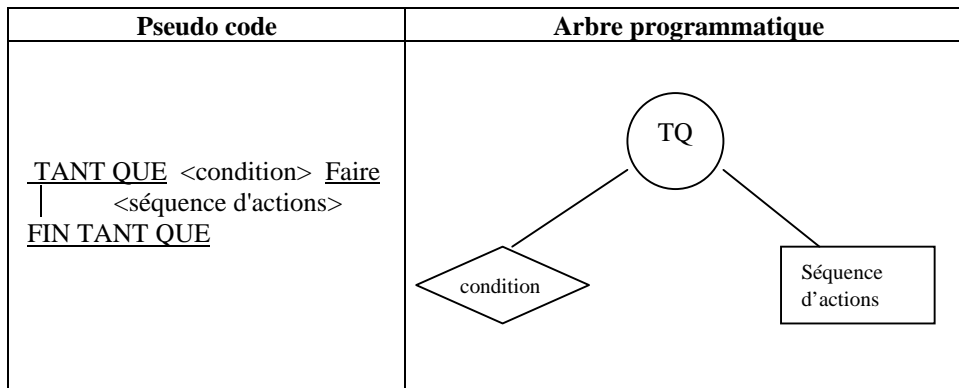 Pseudo code
Arbre programmatique
TANT QUE <condition> Faire
<séquence d'actions>
FIN TANT QUE
TQ
condition
Séquence
d’actions